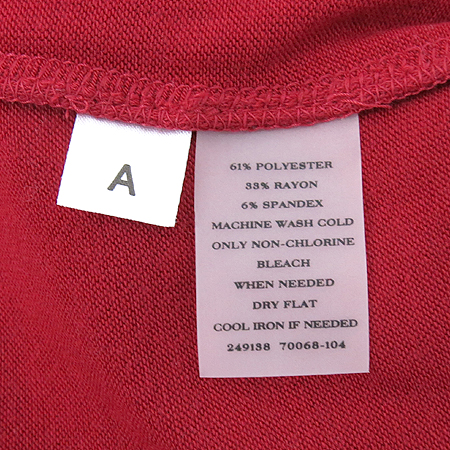 A
61% POLYESTER
33% RAYON
6% SPANDEX
MACHINE WASH COLD
ONLY NON-CHLORINE
BLEACH
WHEN NEEDED
DRY FLAT
COOL IRON IF NEEDED
249138 70068-104